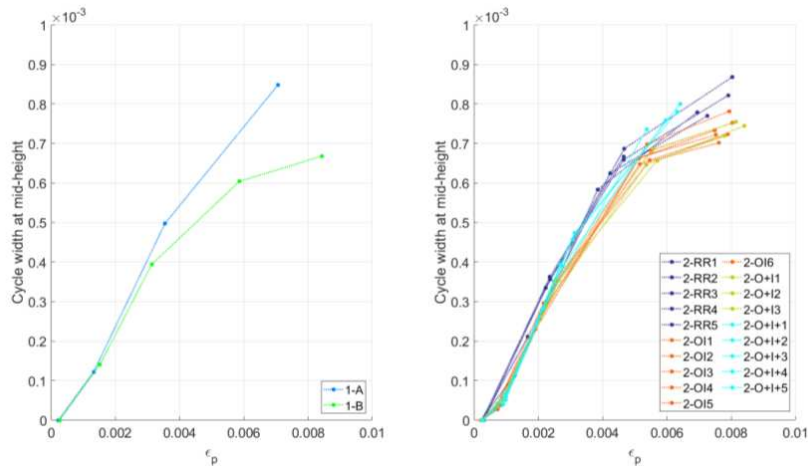 ×10⁻³
1
0.9
0.8
0.7
0.6
0.5
0.4
0.3
0.2
0.1
0
Cycle width at mid-height
0 0.002 0.004 0.006 0.008 0.01
ϵp
1-A
1-B
×10⁻³
1
0.9
0.8
0.7
0.6
0.5
0.4
0.3
0.2
0.1
0
Cycle width at mid-height
0 0.002 0.004 0.006 0.008 0.01
ϵp
2-RR1 2-OI6
2-RR2 2-O+I1
2-RR3 2-O+I2
2-RR4 2-O+I3
2-RR5 2-O+I+1
2-OI1 2-O+I+2
2-OI2 2-O+I+3
2-OI3 2-O+I+4
2-OI4 2-O+I+5
2-OI5